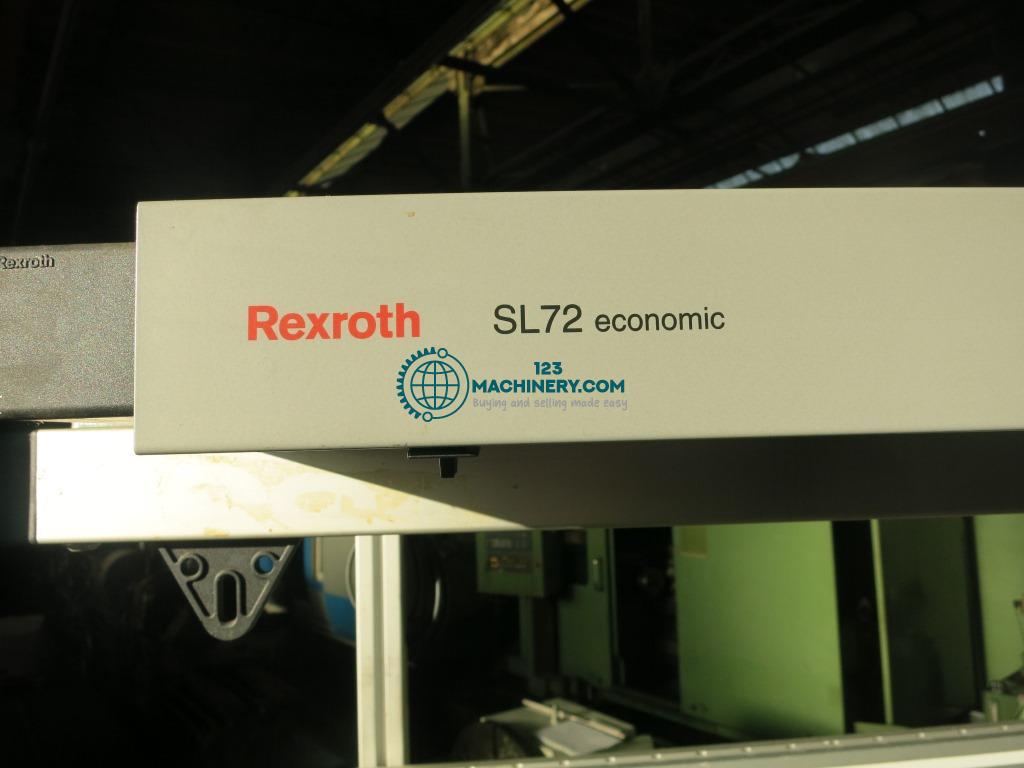 Rexroth
Rexroth SL72 economic
123
MACHINERY.COM
Buying and selling made easy